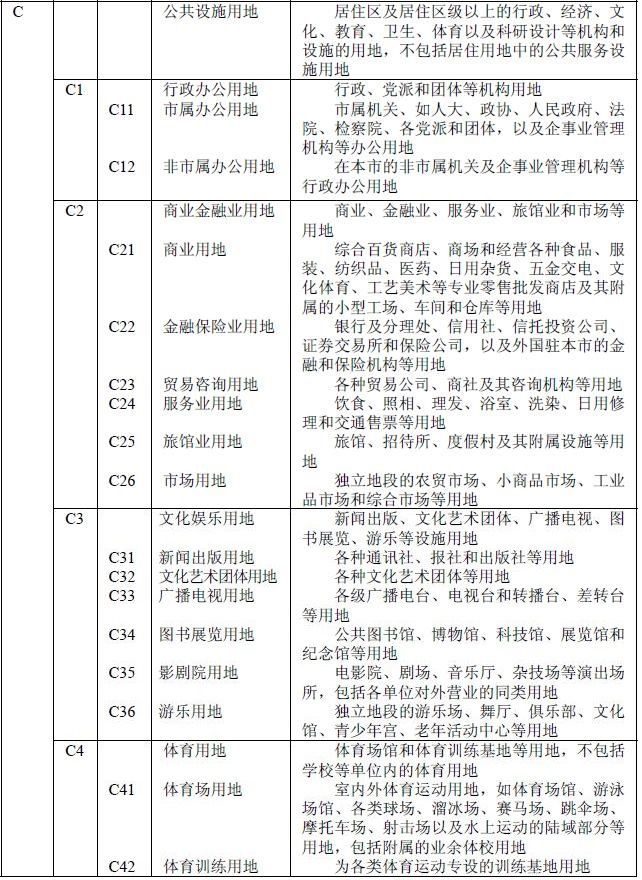 C 公共设施用地 居住区及居住区级以上的行政、经济、文
化、教育、卫生、体育以及科研设计等机构和
设施的用地，不包括居住用地中的公共服务设
施用地
C1 行政办公用地 行政、党派和团体等机构用地
C11 市属办公用地 市属机关、如人大、政协、人民政府、法
院、检察院、各党派和团体，以及企事业管理
机构等办公用地
C12 非市属办公用地 在本市的非市属机关及企事业管理机构等
行政办公用地
C2 商业金融业用地 商业、金融业、服务业、旅馆业和市场等
用地
C21 商业用地 综合百货商店、商场和经营各种食品、服
装、纺织品、医药、日用杂货、五金交电、文
化体育、工艺美术等专业零售批发商店及其附
属的小型工场、车间和仓库等用地
C22 金融保险业用地 银行及分理处、信用社、信托投资公司、
证券交易所和保险公司，以及外国驻本市的金
融和保险机构等用地
C23 贸易咨询用地 各种贸易公司、商社及其咨询机构等用地
C24 服务业用地 饮食、照相、理发、浴室、洗染、日用修
理和交通售票等用地
C25 旅馆业用地 旅馆、招待所、度假村及其附属设施等用
地
C26 市场用地 独立地段的农贸市场、小商品市场、工业
品市场和综合市场等用地
C3 文化娱乐用地 新闻出版、文化艺术团体、广播电视、图
书展览、游乐等设施用地
C31 新闻出版用地 各种通讯社、报社和出版社等用地
C32 文化艺术团体用地 各种文化艺术团体等用地
C33 广播电视用地 各级广播电台、电视台和转播台、差转台
等用地
C34 图书展览用地 公共图书馆、博物馆、科技馆、展览馆和
纪念馆等用地
C35 影剧院用地 电影院、剧场、音乐厅、杂技场等演出场
所，包括各单位对外营业的同类用地
C36 游乐用地 独立地段的游乐场、舞厅、俱乐部、文化
馆、青少年宫、老年活动中心等用地
C4 体育用地 体育场馆和体育训练基地等用地，不包括
学校等单位内的体育用地
C41 体育场用地 室内外体育运动用地，如体育场馆、游泳
场馆、各类球场、溜冰场、赛马场、跳伞场、
摩托车场、射击场以及水上运动的陆域部分等
用地，包括附属的业余体校用地
C42 体育训练用地 为各类体育运动专设的训练基地用地